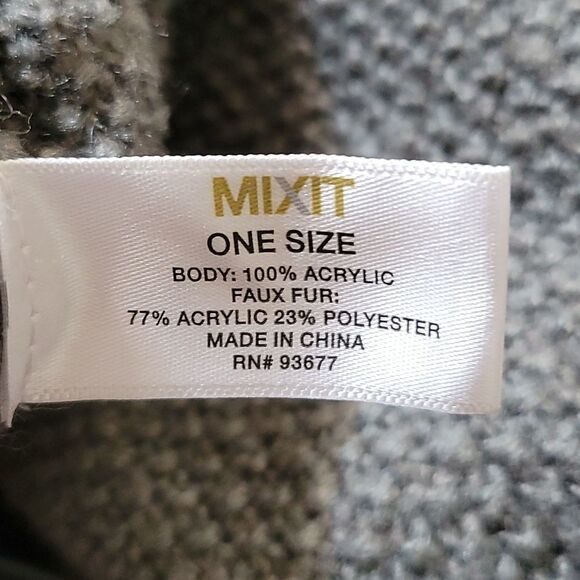 MIXIT
ONE SIZE
BODY: 100% ACRYLIC
FAUX FUR:
77% ACRYLIC 23% POLYESTER
MADE IN CHINA
RN# 93677